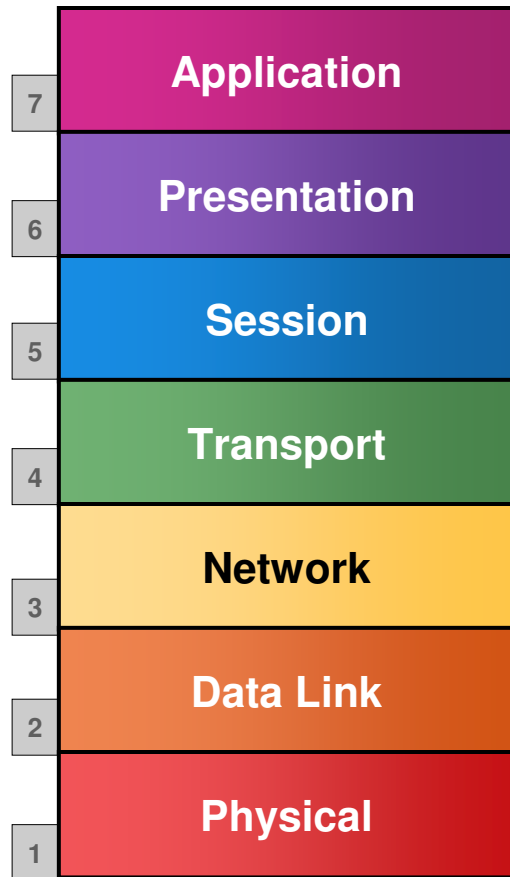 Application
7
Presentation
6
Session
5
Transport
4
Network
3
Data Link
2
Physical
1